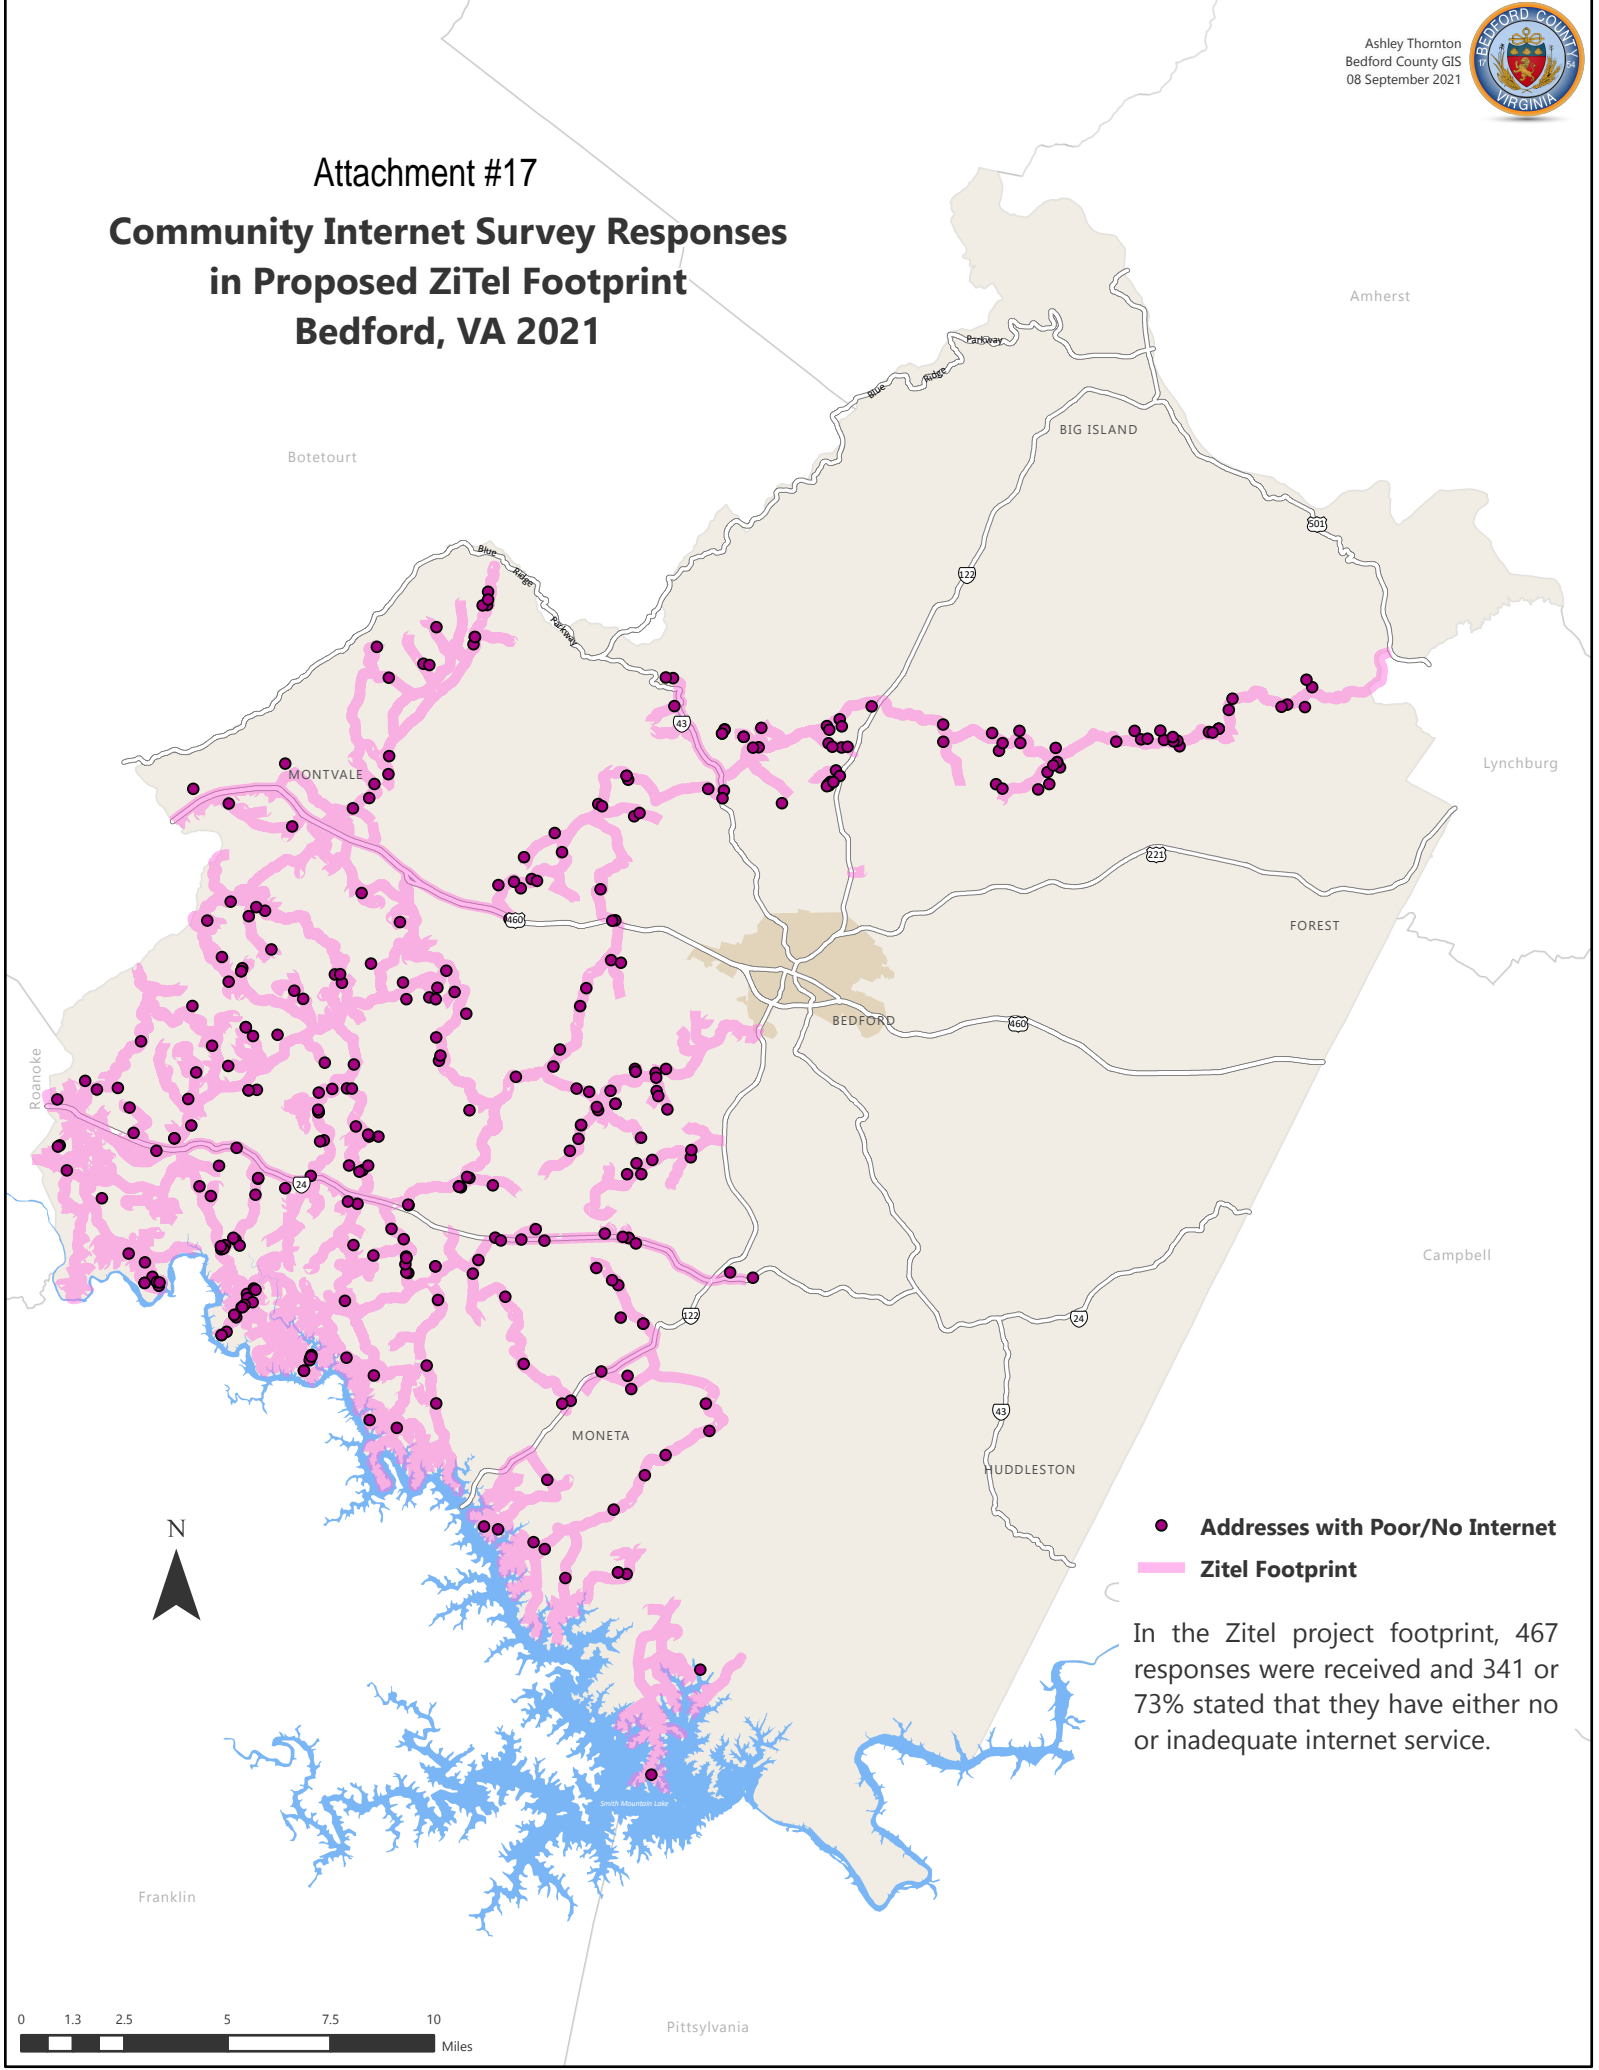 Ashley Thornton
Bedford County GIS
08 September 2021
BEDFORD COUNTY
17 54
VIRGINIA
Attachment #17
Community Internet Survey Responses
in Proposed ZiTel Footprint
Bedford, VA 2021
Amherst
Parkway
Ridge
Blue
BIG ISLAND
Botetourt
501
Blue
Ridge
Parkway
122
43
MONTVALE
Lynchburg
221
460
FOREST
BEDFORD
460
Roanoke
24
Campbell
122
24
43
MONETA
HUDDLESTON
N
Addresses with Poor/No Internet
Zitel Footprint
In the Zitel project footprint, 467
responses were received and 341 or
73% stated that they have either no
or inadequate internet service.
Smith Mountain Lake
Franklin
Pittsylvania
0 1.3 2.5 5 7.5 10
Miles